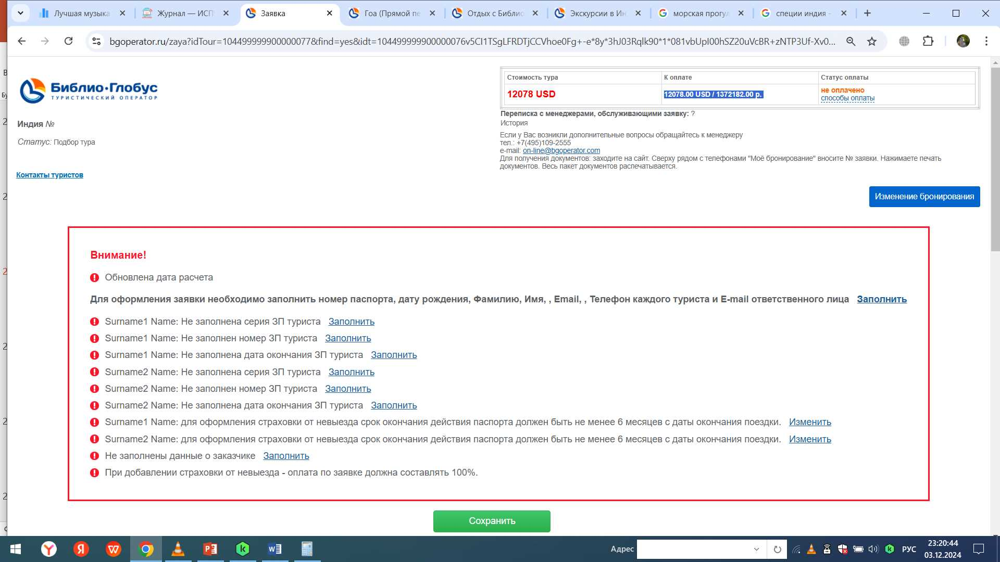 Лучшая музыка
Журнал — ИСП
Заявка
Гоа (Прямой пе
Отдых с Библио
Экскурсии в Ин
морская прогул
специи индия -
bgoperator.ru/zaya?idTour=104499999900000077&find=yes&idt=104499999900000076v5Cl1TSgLFRDTjCCVhoe0Fg+-e*8y*3hJ03Rqlk90*1*081vbUpI00hSZ20uVcBR+zNTP3Uf-Xv0...
Библио·Глобус
ТУРИСТИЧЕСКИЙ ОПЕРАТОР
Стоимость тура
К оплате
Статус оплаты
12078 USD
12078.00 USD / 1372182.00 р.
не оплачено
способы оплаты
Переписка с менеджерами, обслуживающими заявку: ?
История
Если у Вас возникли дополнительные вопросы обращайтесь к менеджеру
тел.: +7(495)109-2555
e-mail: on-line@bgoperator.com
Для получения документов: заходите на сайт. Сверху рядом с телефонами "Моё бронирование" вносите № заявки. Нажимаете печать
документов. Весь пакет документов распечатывается.
Индия №
Статус: Подбор тура
Контакты туристов
Изменение бронирования
Внимание!
Обновлена дата расчета
Для оформления заявки необходимо заполнить номер паспорта, дату рождения, Фамилию, Имя, , Email, , Телефон каждого туриста и E-mail ответственного лица Заполнить
Surname1 Name: Не заполнена серия ЗП туриста Заполнить
Surname1 Name: Не заполнен номер ЗП туриста Заполнить
Surname1 Name: Не заполнена дата окончания ЗП туриста Заполнить
Surname2 Name: Не заполнена серия ЗП туриста Заполнить
Surname2 Name: Не заполнен номер ЗП туриста Заполнить
Surname2 Name: Не заполнена дата окончания ЗП туриста Заполнить
Surname1 Name: для оформления страховки от невыезда срок окончания действия паспорта должен быть не менее 6 месяцев с даты окончания поездки. Изменить
Surname2 Name: для оформления страховки от невыезда срок окончания действия паспорта должен быть не менее 6 месяцев с даты окончания поездки. Изменить
Не заполнены данные о заказчике Заполнить
При добавлении страховки от невыезда - оплата по заявке должна составлять 100%.
Сохранить
Адрес
РУС
23:20:44
03.12.2024